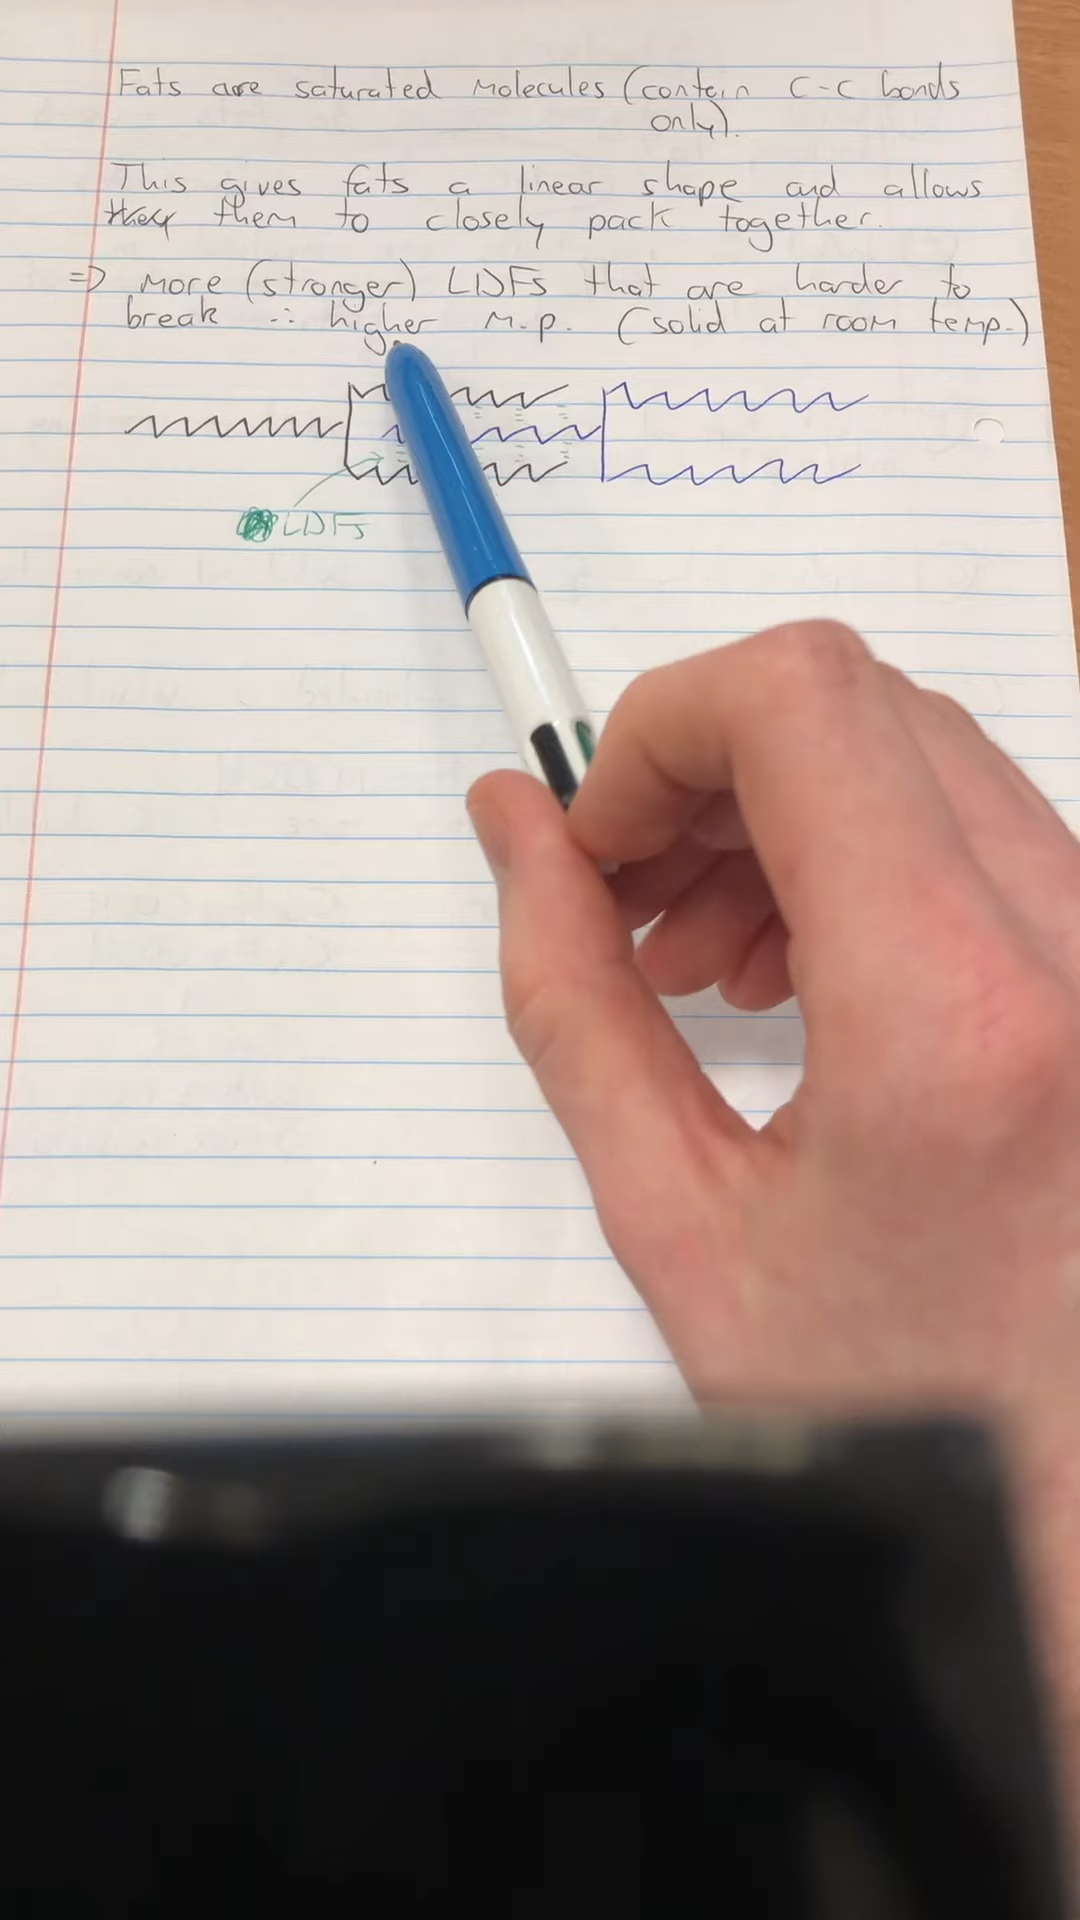 Fats are saturated molecules (contain C-C bonds
only).
This gives fats a linear shape and allows
they them to closely pack together.
=> more (stronger) LDFs that are harder to
break ∴ higher m.p. (solid at room temp.)
LDFs